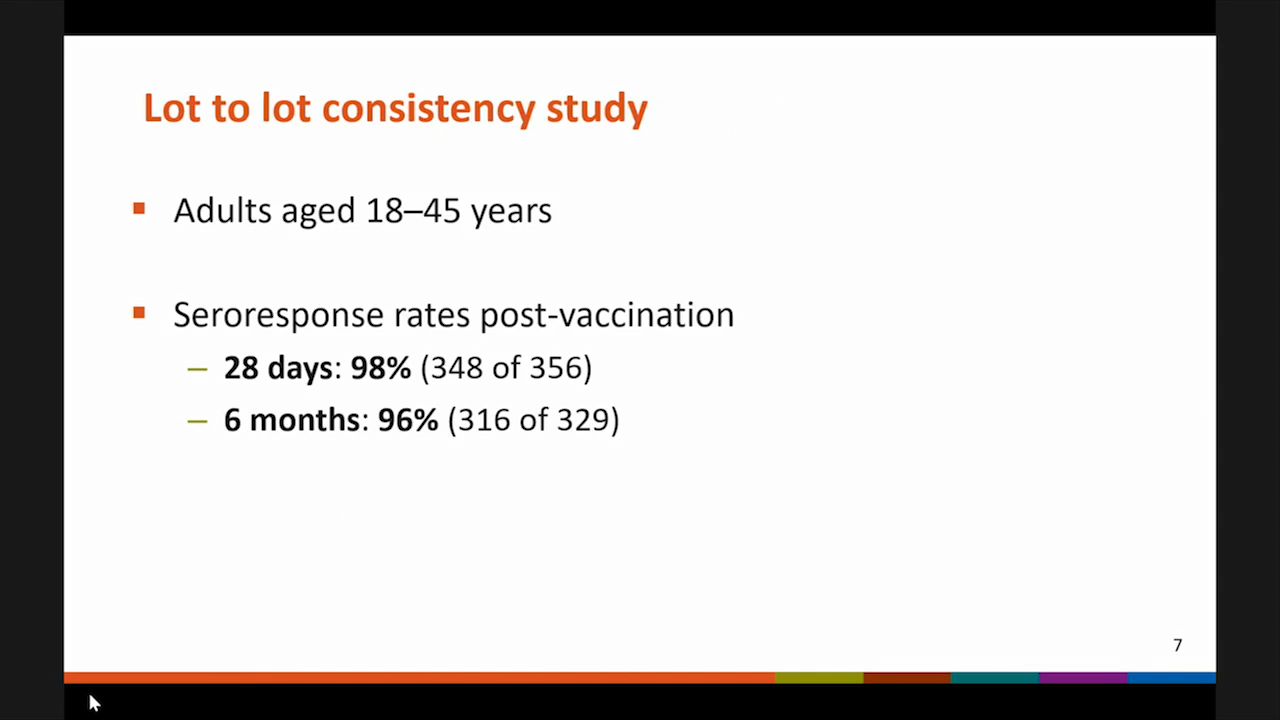 Lot to lot consistency study
▪ Adults aged 18–45 years
▪ Seroresponse rates post-vaccination
– 28 days: 98% (348 of 356)
– 6 months: 96% (316 of 329)
7